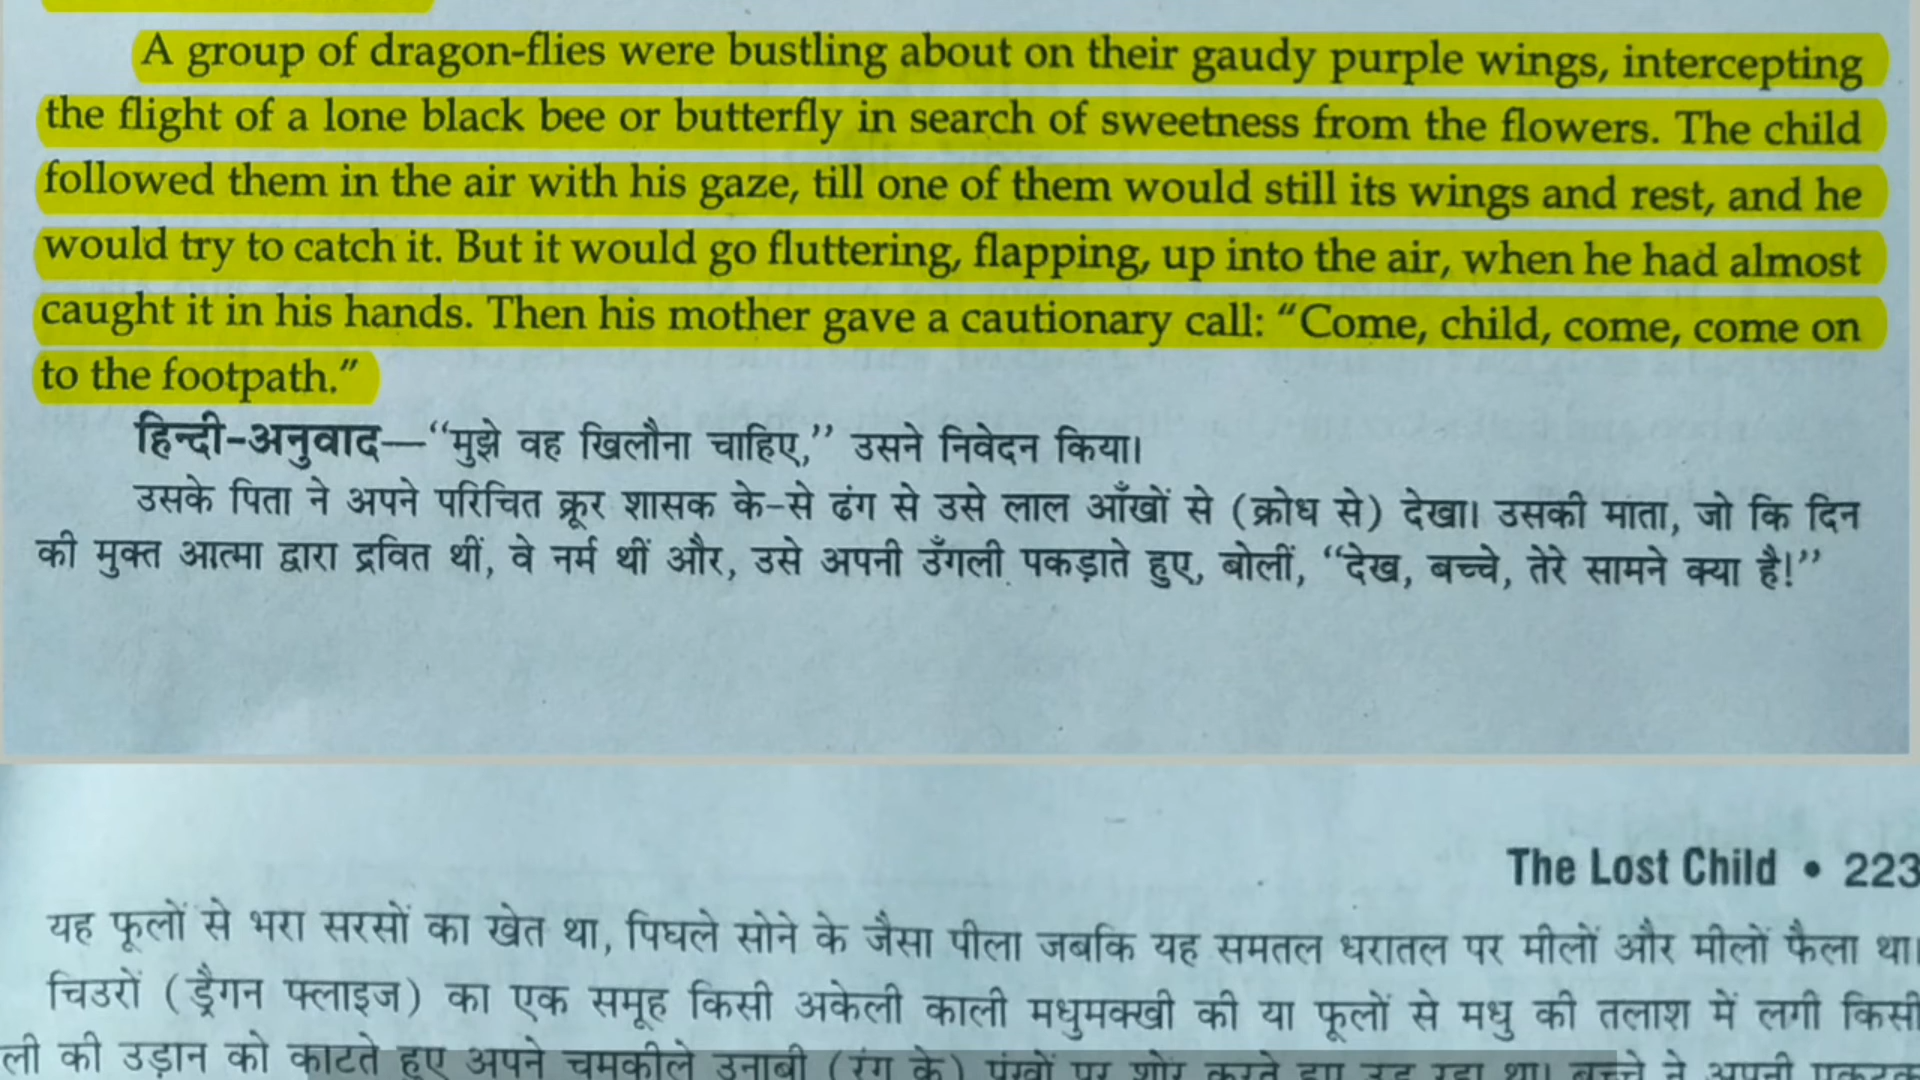 A group of dragon-flies were bustling about on their gaudy purple wings, intercepting
the flight of a lone black bee or butterfly in search of sweetness from the flowers. The child
followed them in the air with his gaze, till one of them would still its wings and rest, and he
would try to catch it. But it would go fluttering, flapping, up into the air, when he had almost
caught it in his hands. Then his mother gave a cautionary call: “Come, child, come, come on
to the footpath.”
हिन्दी-अनुवाद—‘‘मुझे वह खिलौना चाहिए,’’ उसने निवेदन किया।
उसके पिता ने अपने परिचित क्रूर शासक के-से ढंग से उसे लाल आँखों से (क्रोध से) देखा। उसकी माता, जो कि दिन
की मुक्त आत्मा द्वारा द्रवित थीं, वे नर्म थीं और, उसे अपनी उँगली पकड़ाते हुए, बोलीं, ‘‘देख, बच्चे, तेरे सामने क्या है!’’
The Lost Child • 223
यह फूलों से भरा सरसों का खेत था, पिघले सोने के जैसा पीला जबकि यह समतल धरातल पर मीलों और मीलों फैला था।
चिउरों (ड्रैगन फ्लाइज) का एक समूह किसी अकेली काली मधुमक्खी की या फूलों से मधु की तलाश में लगी किसी
ली की उड़ान को काटते हुए अपने चमकीले उनाबी (रंग के) पंखों पर शोर करते हुए उड़ रहा था। बच्चे ने अपनी एकटक